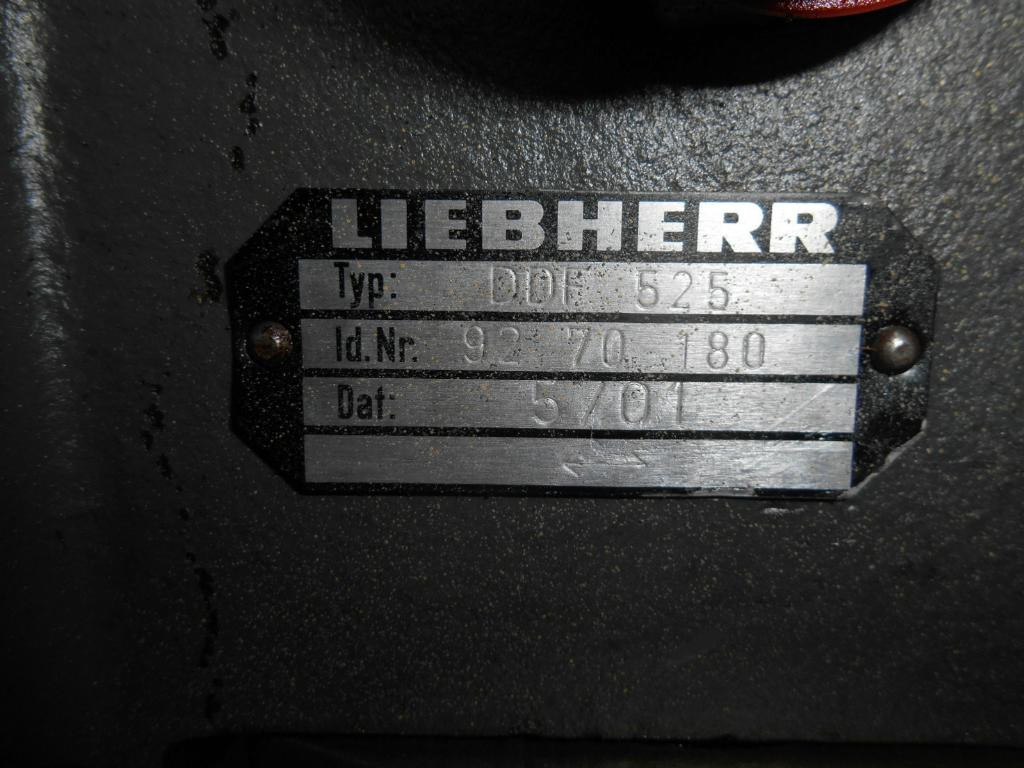 LIEBHERR
Typ: DDF 525
Id.Nr. 92 70 180
Dat: 5/01